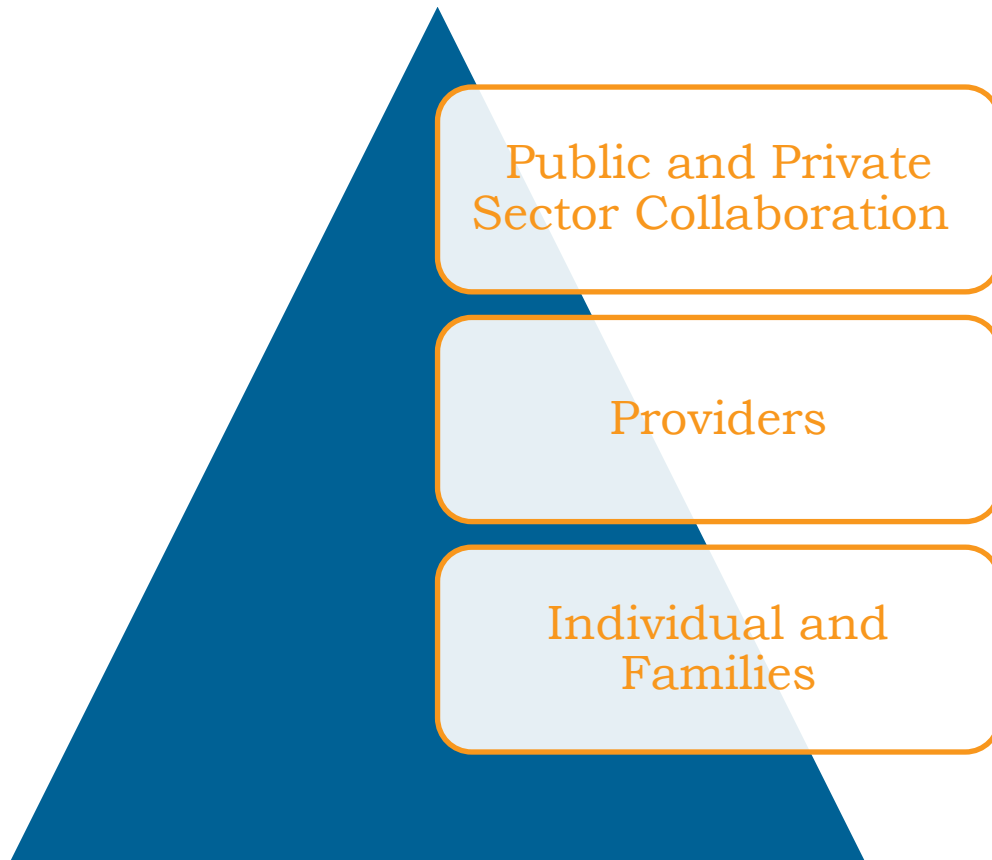 Public and Private
Sector Collaboration
Providers
Individual and
Families